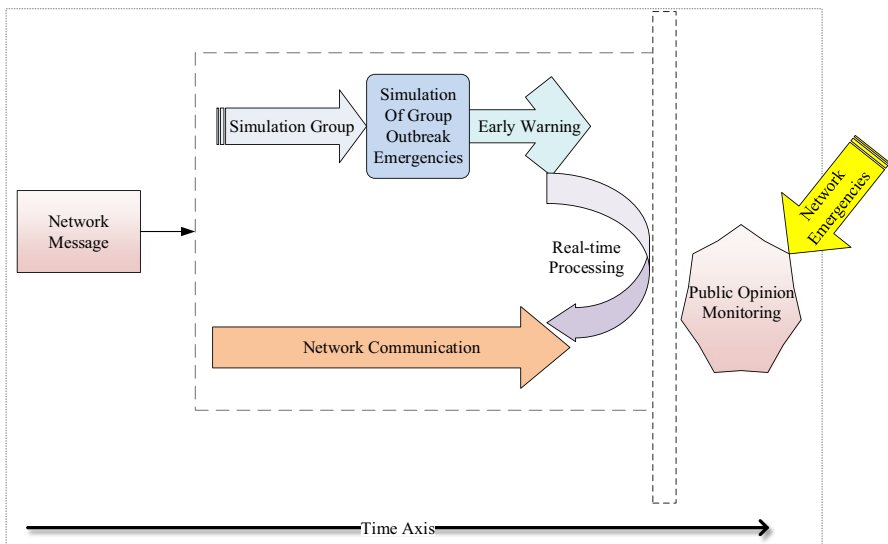 Simulation Group
Simulation
Of Group
Outbreak
Emergencies
Early Warning
Network
Message
Real-time
Processing
Network Communication
Network
Emergencies
Public Opinion
Monitoring
Time Axis